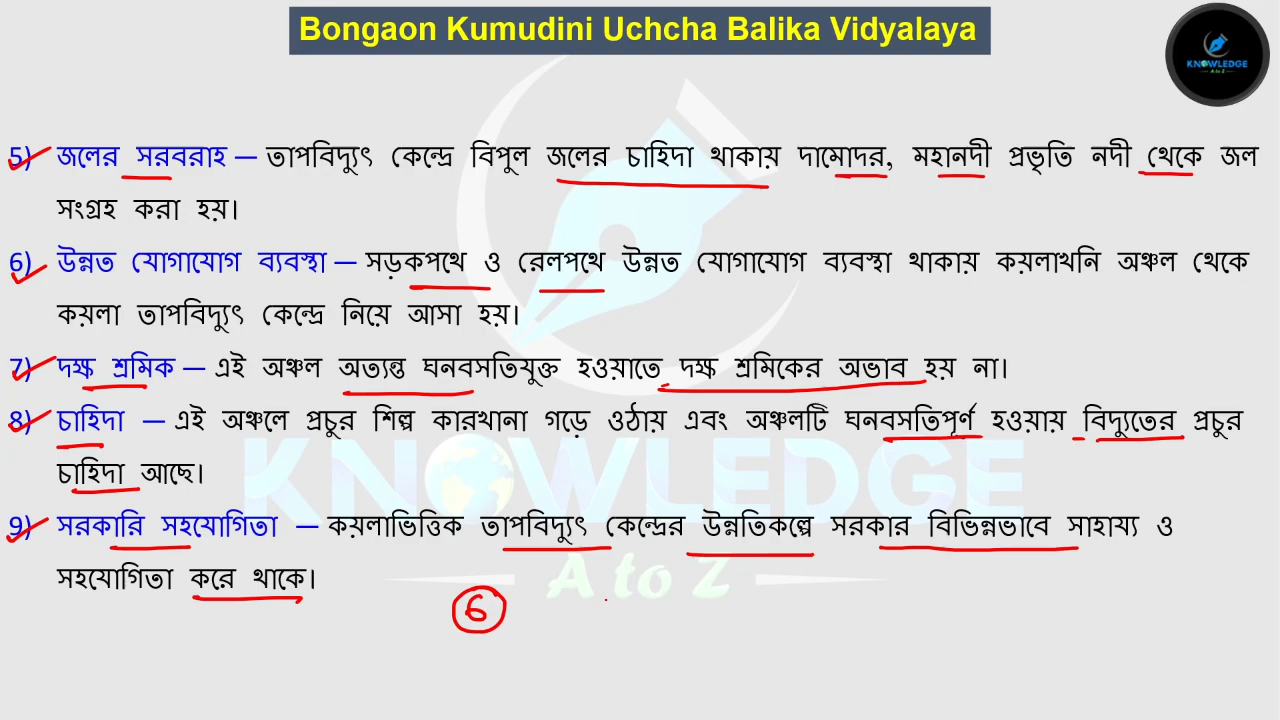 Bongaon Kumudini Uchcha Balika Vidyalaya
KNOWLEDGE
A to Z
5) জলের সরবরাহ — তাপবিদ্যুৎ কেন্দ্রে বিপুল জলের চাহিদা থাকায় দামোদর, মহানদী প্রভৃতি নদী থেকে জল
সংগ্রহ করা হয়।
6) উন্নত যোগাযোগ ব্যবস্থা — সড়কপথে ও রেলপথে উন্নত যোগাযোগ ব্যবস্থা থাকায় কয়লাখনি অঞ্চল থেকে
কয়লা তাপবিদ্যুৎ কেন্দ্রে নিয়ে আসা হয়।
7) দক্ষ শ্রমিক — এই অঞ্চল অত্যন্ত ঘনবসতিযুক্ত হওয়াতে দক্ষ শ্রমিকের অভাব হয় না।
8) চাহিদা — এই অঞ্চলে প্রচুর শিল্প কারখানা গড়ে ওঠায় এবং অঞ্চলটি ঘনবসতিপূর্ণ হওয়ায় বিদ্যুতের প্রচুর
চাহিদা আছে।
KNOWLEDGE
9) সরকারি সহযোগিতা — কয়লাভিত্তিক তাপবিদ্যুৎ কেন্দ্রের উন্নতিকল্পে সরকার বিভিন্নভাবে সাহায্য ও
সহযোগিতা করে থাকে।
A to Z
6